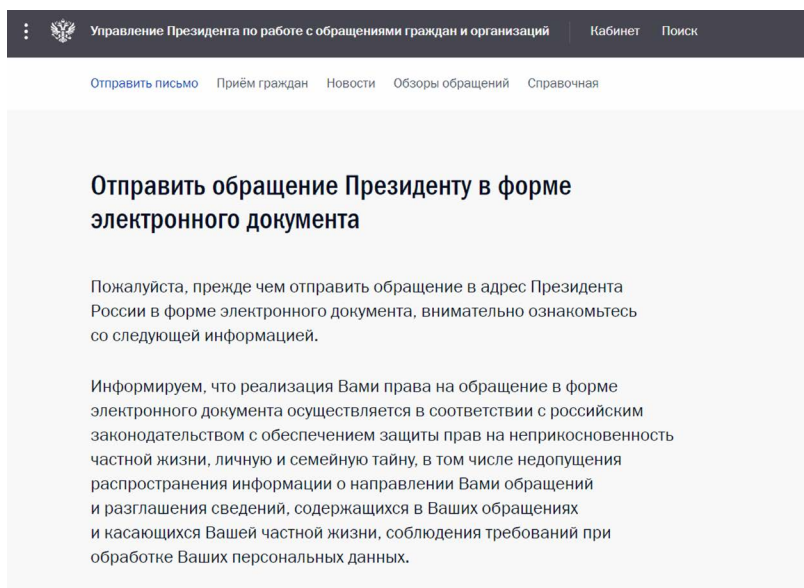 Управление Президента по работе с обращениями граждан и организаций Кабинет Поиск
Отправить письмо Приём граждан Новости Обзоры обращений Справочная
Отправить обращение Президенту в форме
электронного документа
Пожалуйста, прежде чем отправить обращение в адрес Президента
России в форме электронного документа, внимательно ознакомьтесь
со следующей информацией.
Информируем, что реализация Вами права на обращение в форме
электронного документа осуществляется в соответствии с российским
законодательством с обеспечением защиты прав на неприкосновенность
частной жизни, личную и семейную тайну, в том числе недопущения
распространения информации о направлении Вами обращений
и разглашения сведений, содержащихся в Ваших обращениях
и касающихся Вашей частной жизни, соблюдения требований при
обработке Ваших персональных данных.